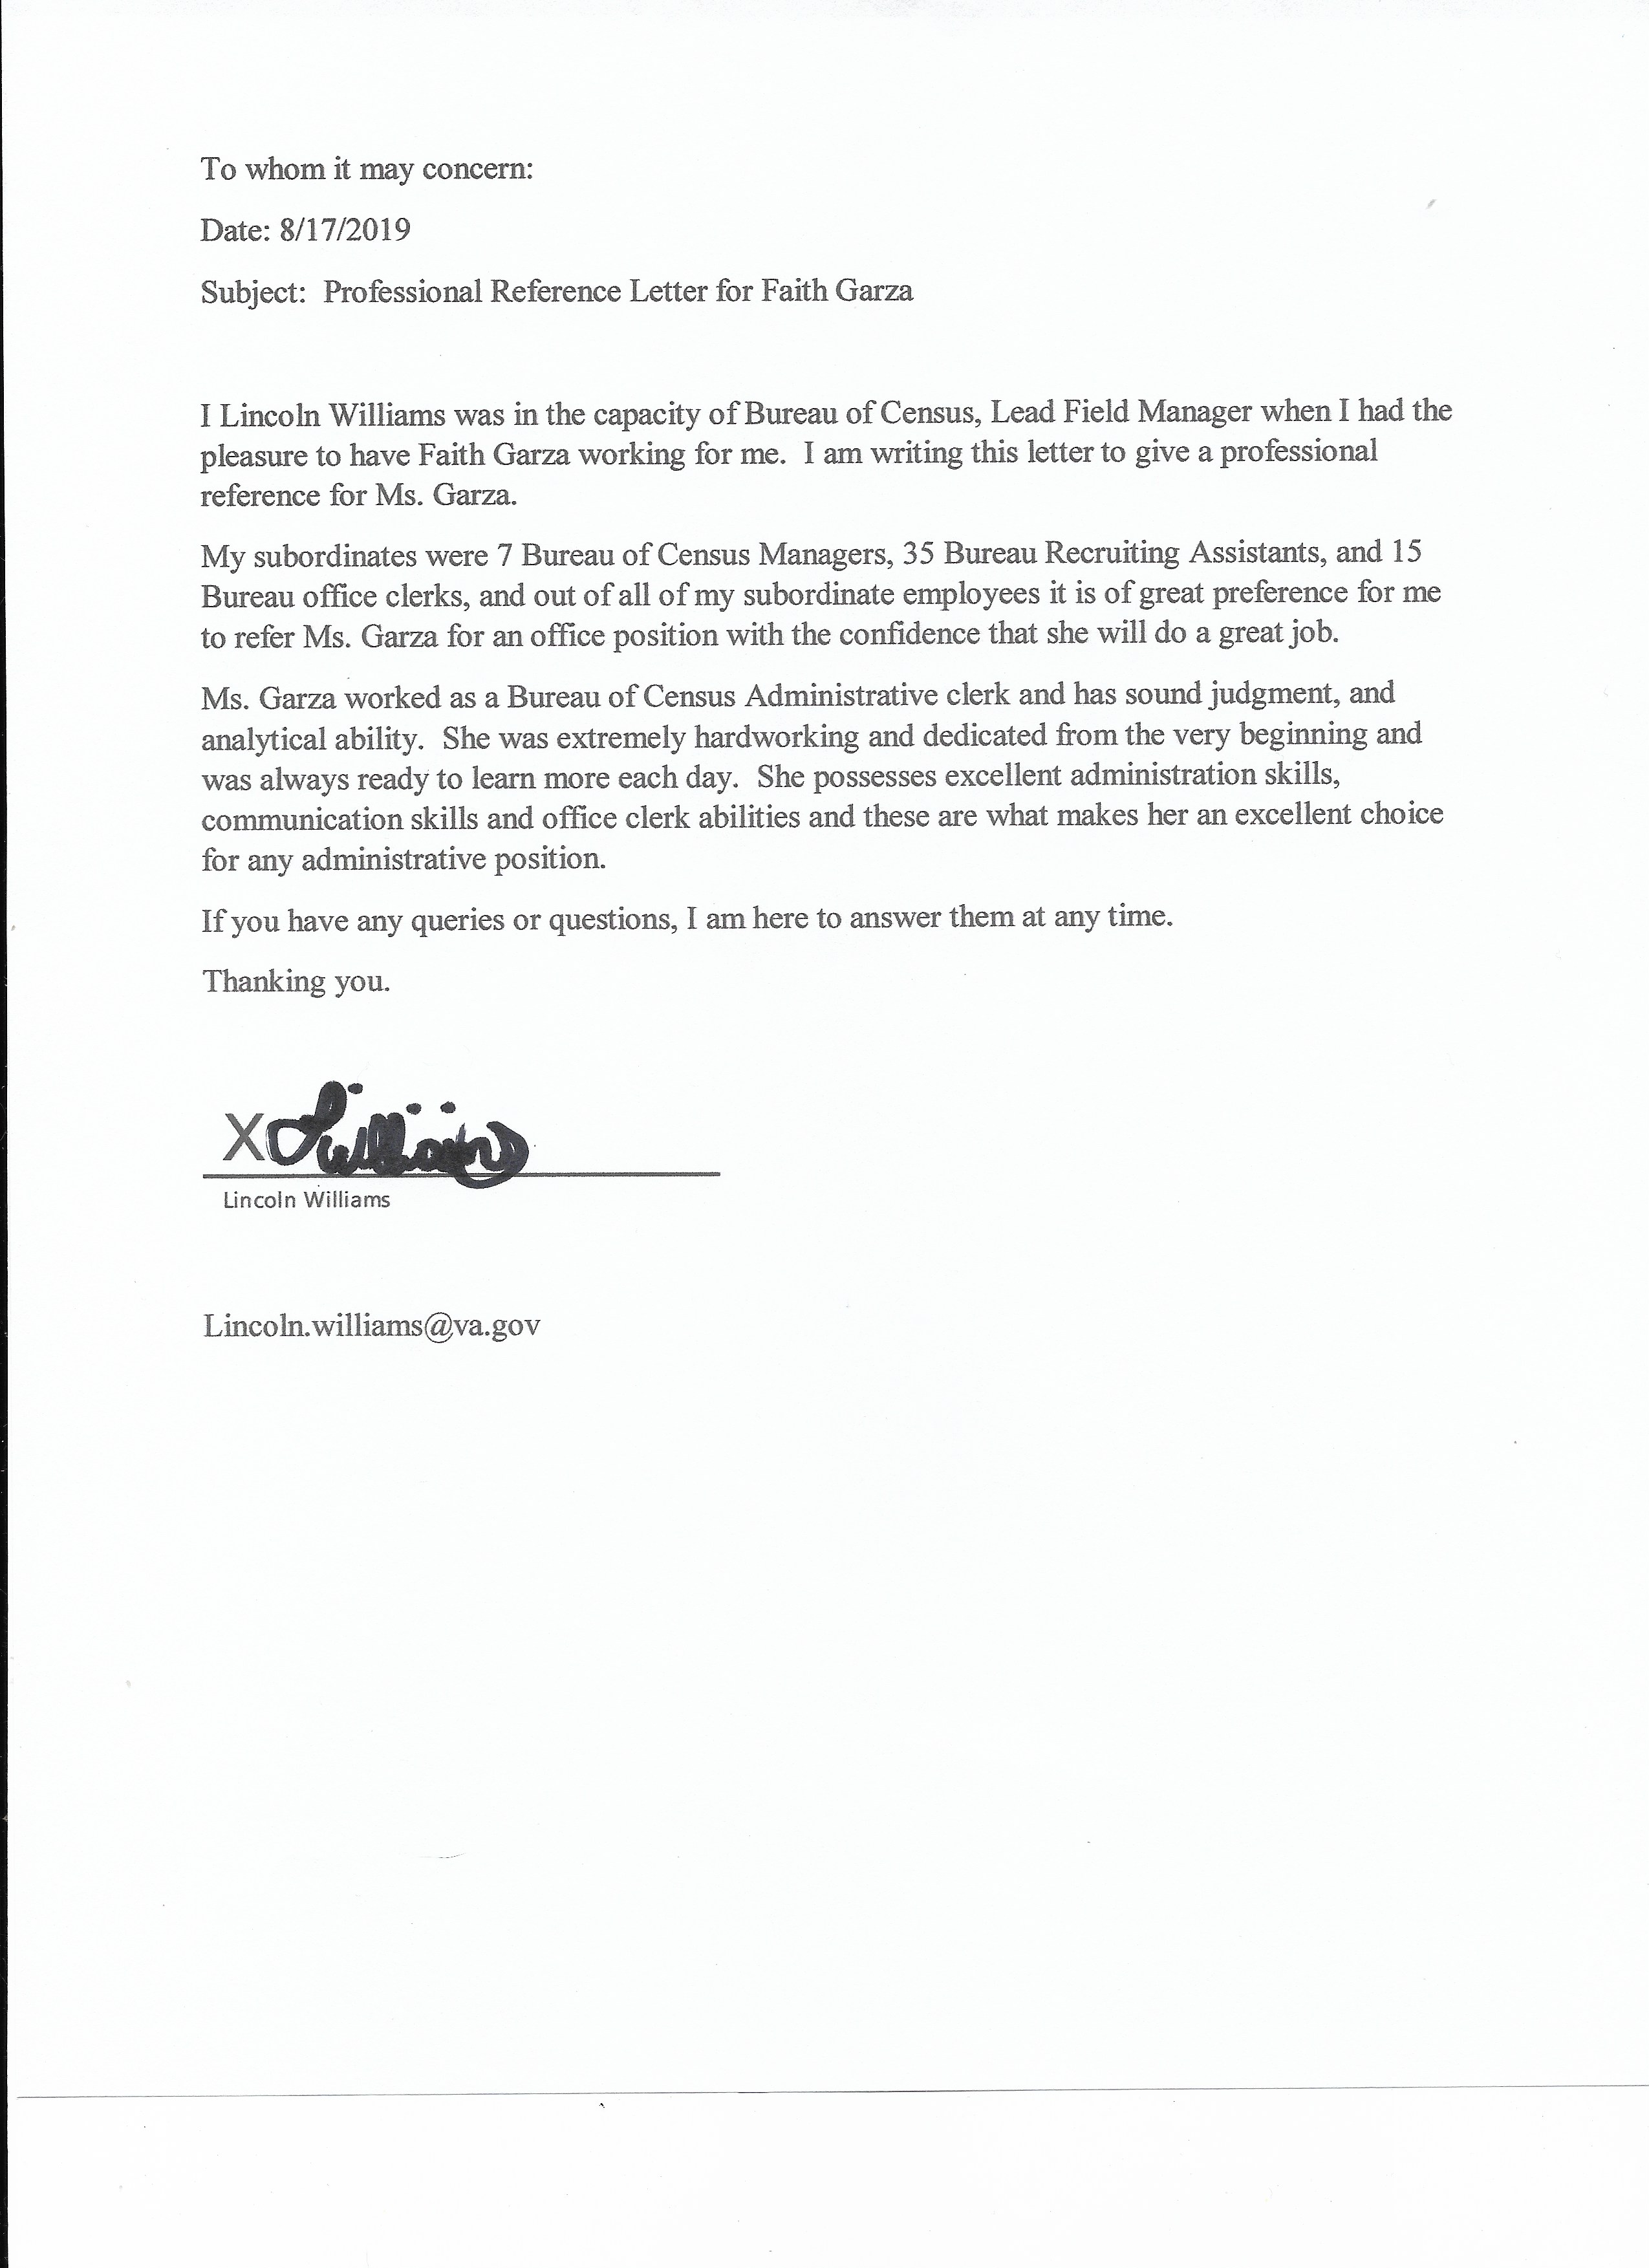 To whom it may concern:
Date: 8/17/2019
Subject:  Professional Reference Letter for Faith Garza
I Lincoln Williams was in the capacity of Bureau of Census, Lead Field Manager when I had the
pleasure to have Faith Garza working for me.  I am writing this letter to give a professional
reference for Ms. Garza.
My subordinates were 7 Bureau of Census Managers, 35 Bureau Recruiting Assistants, and 15
Bureau office clerks, and out of all of my subordinate employees it is of great preference for me
to refer Ms. Garza for an office position with the confidence that she will do a great job.
Ms. Garza worked as a Bureau of Census Administrative clerk and has sound judgment, and
analytical ability.  She was extremely hardworking and dedicated from the very beginning and
was always ready to learn more each day.  She possesses excellent administration skills,
communication skills and office clerk abilities and these are what makes her an excellent choice
for any administrative position.
If you have any queries or questions, I am here to answer them at any time.
Thanking you.
X
Lincoln Williams
Lincoln.williams@va.gov